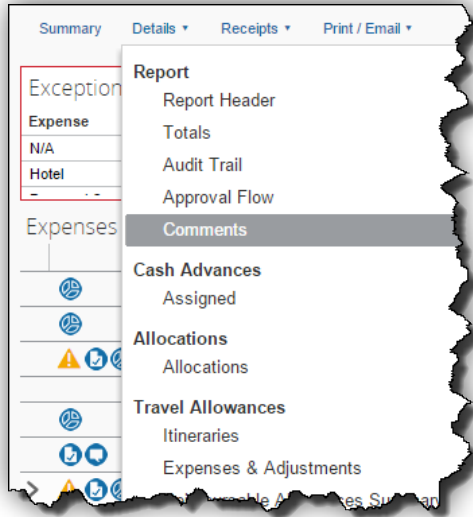 Summary Details Receipts Print / Email
Exception
Expense
N/A
Hotel
Expenses
Report
Report Header
Totals
Audit Trail
Approval Flow
Comments
Cash Advances
Assigned
Allocations
Allocations
Travel Allowances
Itineraries
Expenses & Adjustments